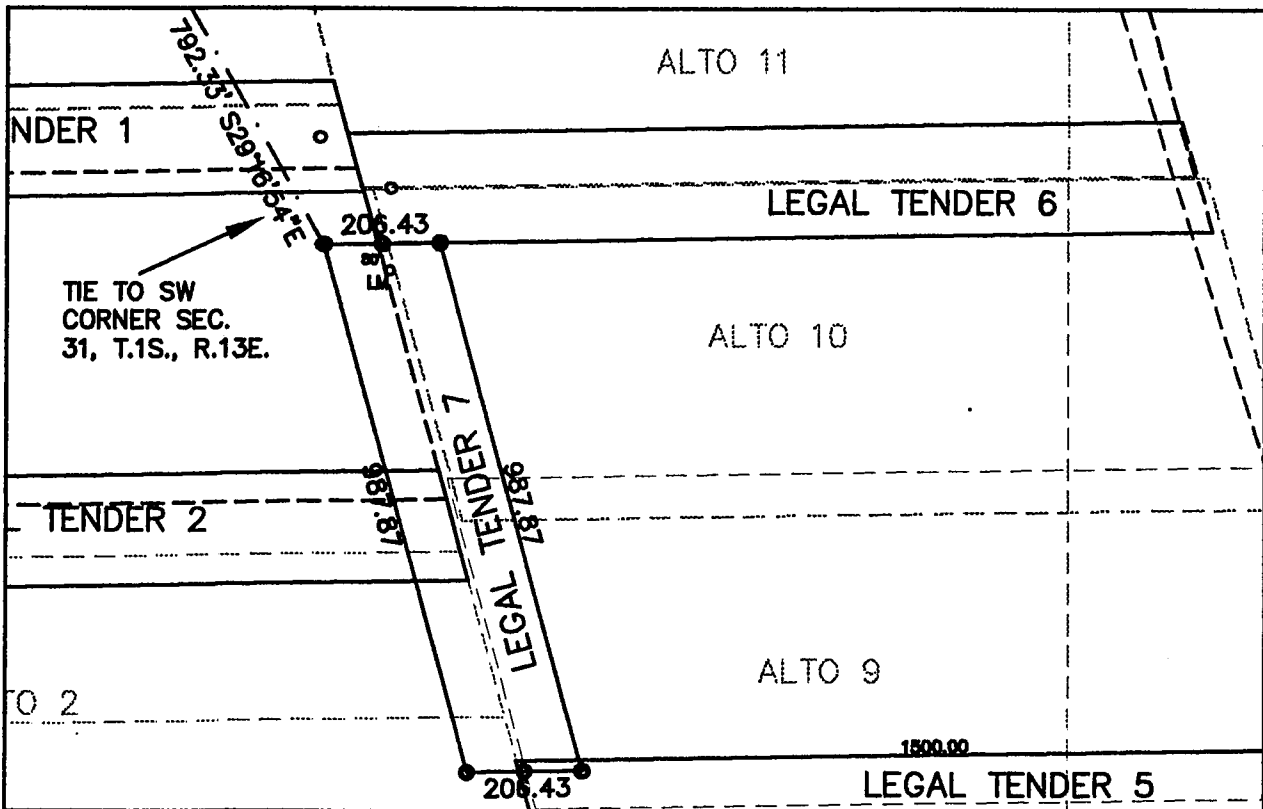 792.33' S29°16'54"E
ALTO 11
NDER 1
LEGAL TENDER 6
206.43
TIE TO SW
CORNER SEC.
31, T.1S., R.13E.
LM
ALTO 10
LEGAL TENDER 7
987.87
987.87
TENDER 2
ALTO 9
TO 2
1500.00
206.43
LEGAL TENDER 5